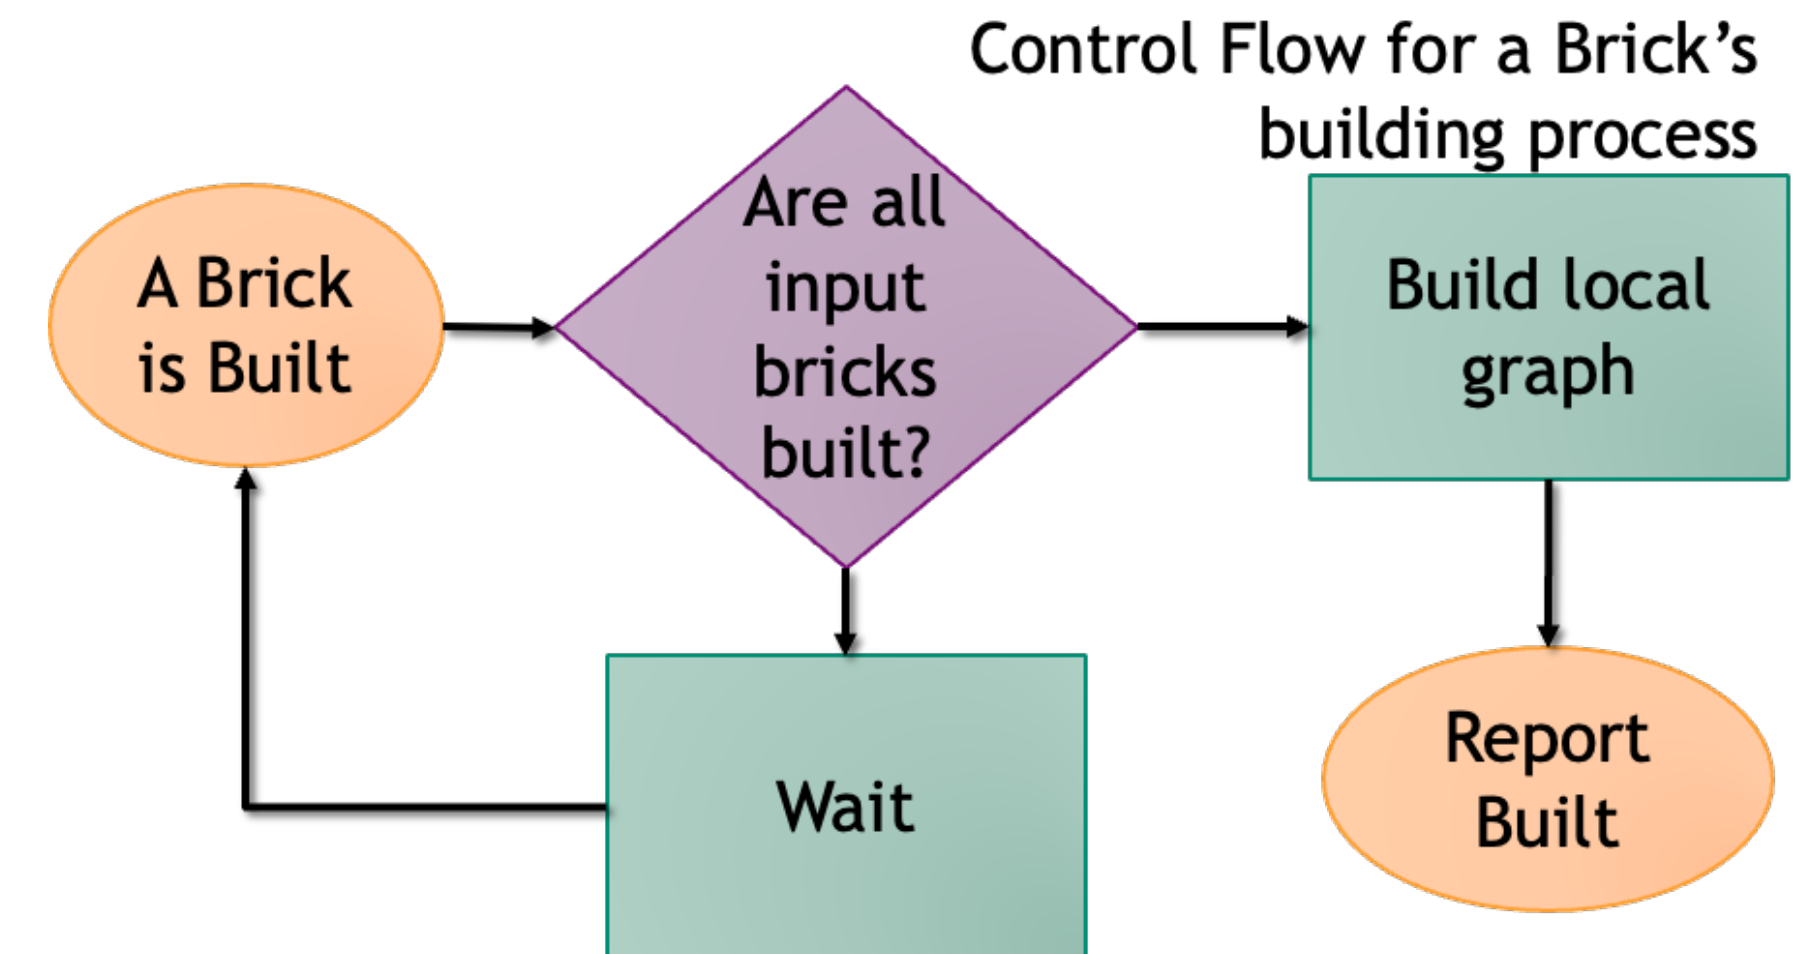 Control Flow for a Brick’s
building process
A Brick
is Built
Are all
input
bricks
built?
Build local
graph
Wait
Report
Built